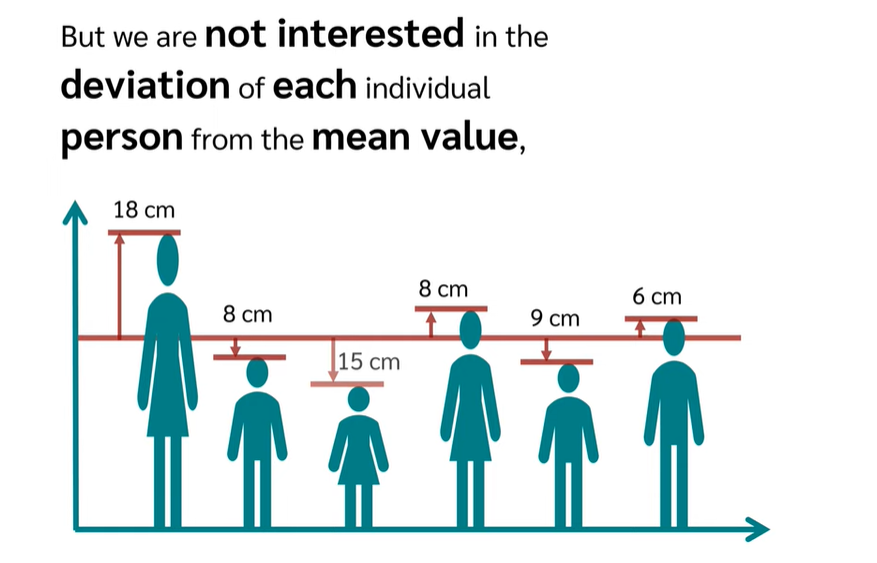 But we are not interested in the
deviation of each individual
person from the mean value,
18 cm
8 cm
15 cm
8 cm
9 cm
6 cm